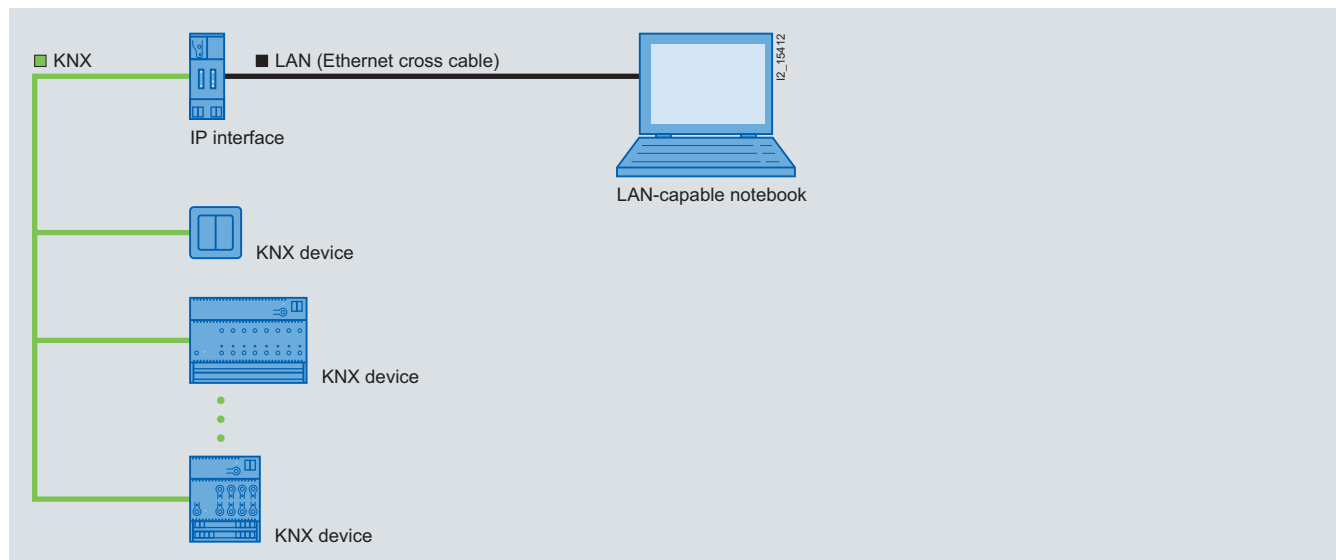 KNX
LAN (Ethernet cross cable)
I2_15412
IP interface
LAN-capable notebook
KNX device
KNX device
KNX device